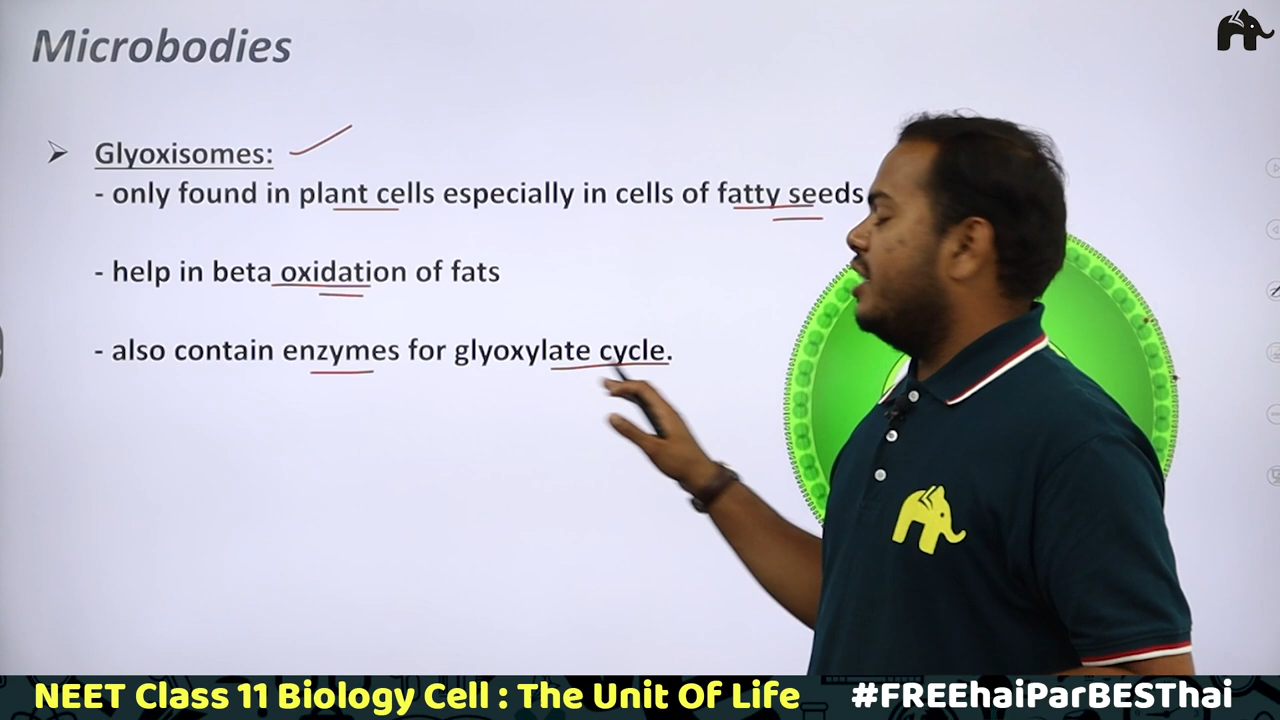 Microbodies
Glyoxisomes:
- only found in plant cells especially in cells of fatty seeds
- help in beta oxidation of fats
- also contain enzymes for glyoxylate cycle.
NEET Class 11 Biology Cell : The Unit Of Life #FREEhaiParBESThai